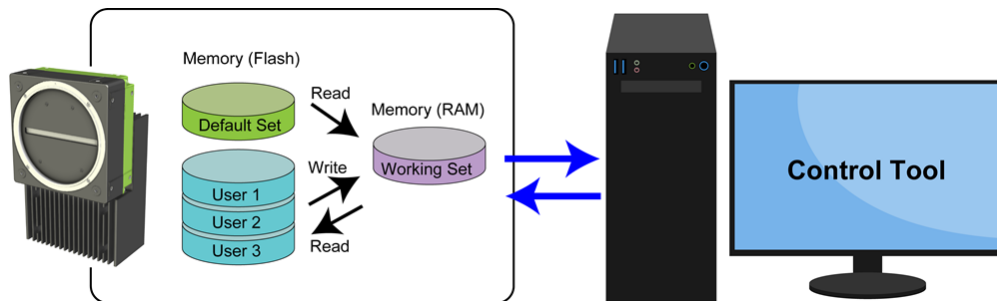 Memory (Flash)
Read
Default Set
Memory (RAM)
Working Set
Write
User 1
User 2
User 3
Read
Control Tool